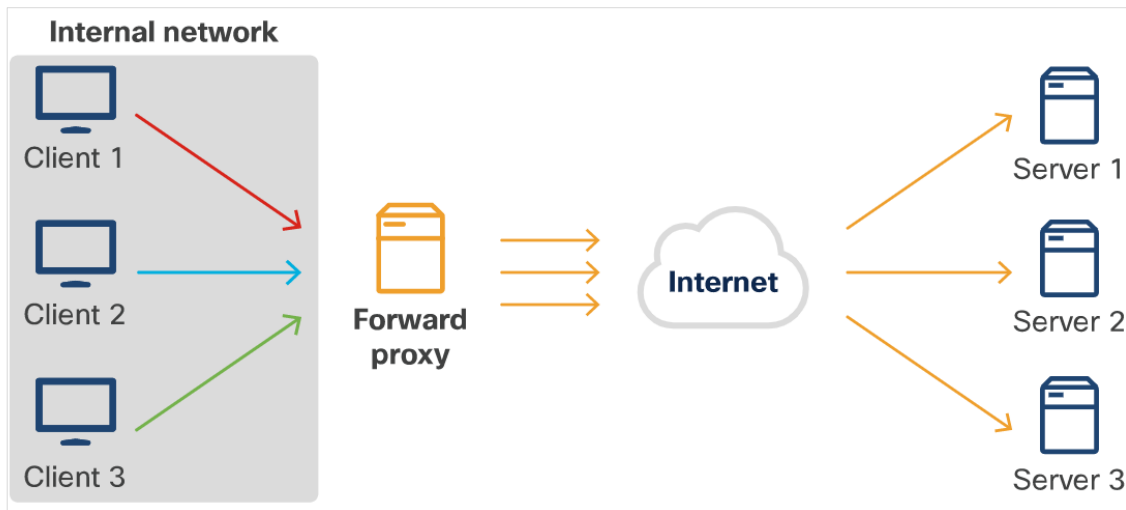 Internal network
Client 1
Client 2
Client 3
Forward
proxy
Internet
Server 1
Server 2
Server 3